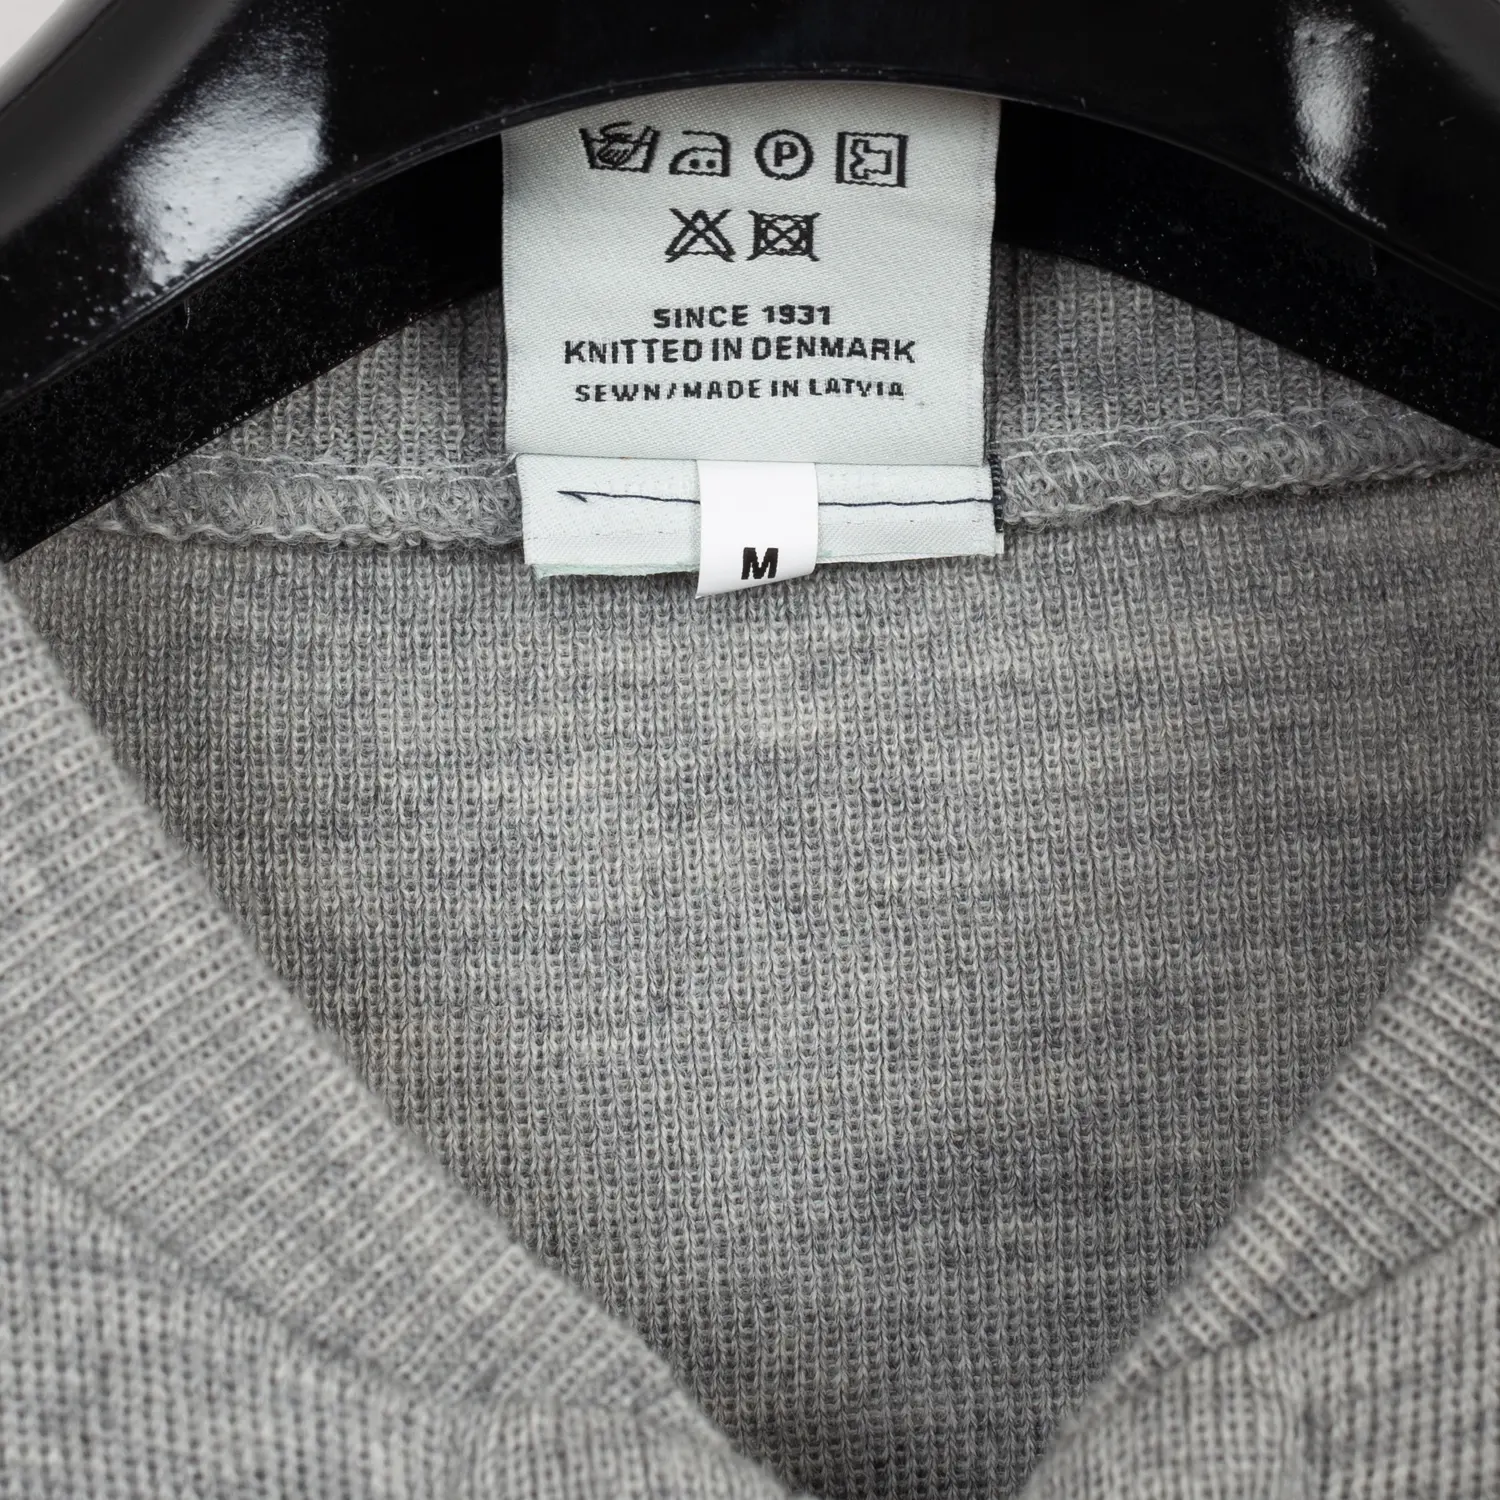 P
SINCE 1931
KNITTED IN DENMARK
SEWN/MADE IN LATVIA
M